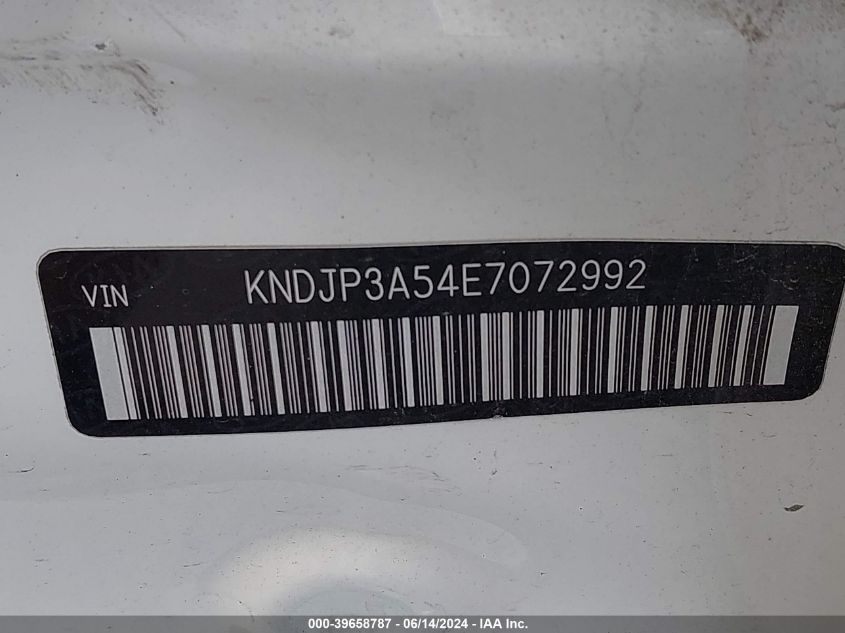 VIN KNDJP3A54E7072992
000-39658787 - 06/14/2024 - IAA Inc.